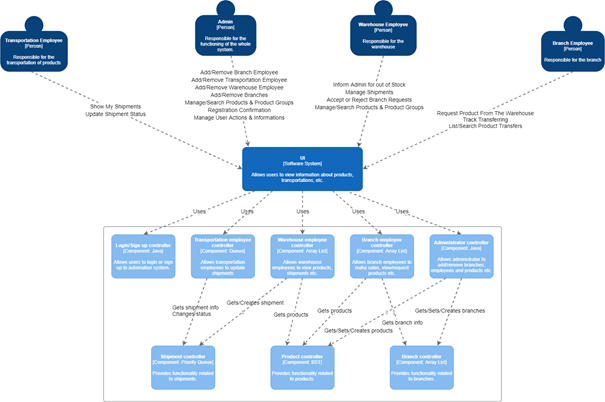 Transportation Employee
[Person]
Responsible for the
transportation of products
Admin
[Person]
Responsible for the
functioning of the whole
system.
Warehouse Employee
[Person]
Responsible for the
warehouse
Branch Employee
[Person]
Responsible for the branch
Show My Shipments
Update Shipment Status
Add/Remove Branch Employee
Add/Remove Transportation Employee
Add/Remove Warehouse Employee
Add/Remove Branches
Manage/Search Products & Product Groups
Registration Confirmation
Manage User Actions & Informations
Inform Admin for out of Stock
Manage Shipments
Accept or Reject Branch Requests
Manage/Search Products & Product Groups
Request Product From The Warehouse
Track Transferring
List/Search Product Transfers
UI
[Software System]
Allows users to view information about products,
transportations, etc.
Uses
Uses
Uses
Uses
Uses
Login/Sign up controller
[Component: Java]
Allows users to login or sign
up to automation system.
Transportation employee
controller
[Component: Queue]
Allows transportation
employees to update
shipments
Warehouse employee
controller
[Component: Array List]
Allows warehouse
employees to view products,
shipments etc.
Branch employee
controller
[Component: Array List]
Allows branch employee to
make sales, view/request
products etc.
Administrator controller
[Component: Java]
Allows administrator to
add/remove branches,
employees and products etc.
Gets shipment info
Changes status
Gets/Creates shipment
Gets products
Gets products
Gets/Sets/Creates products
Gets branch info
Gets/Sets/Creates branches
Shipment controller
[Component: Priority Queue]
Provides functionality related
to shipments.
Product controller
[Component: BST]
Provides functionality related
to products.
Branch controller
[Component: Array List]
Provides functionality related
to branches.